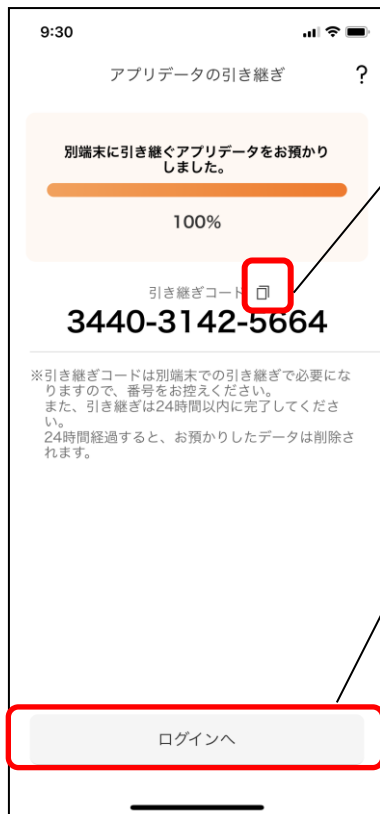 9:30
アプリデータの引き継ぎ ?
別端末に引き継ぐアプリデータをお預かり
しました。
100%
引き継ぎコード
3440-3142-5664
※引き継ぎコードは別端末での引き継ぎで必要にな
りますので、番号をお控えください。
また、引き継ぎは24時間以内に完了してくださ
い。
24時間経過すると、お預かりしたデータは削除さ
れます。
ログインへ